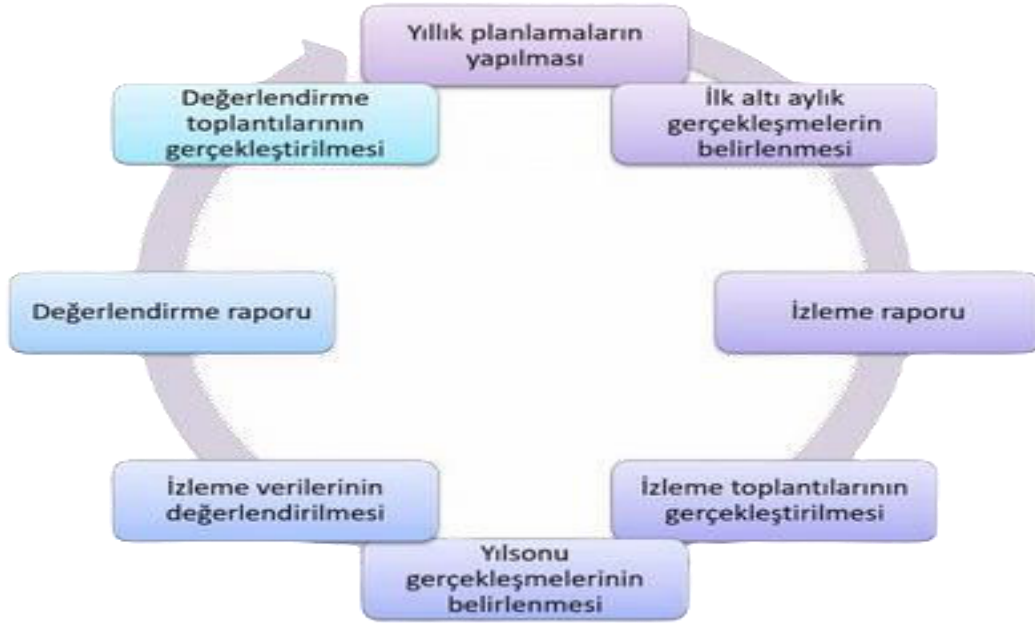 Yıllık planlamaların
yapılması
İlk altı aylık
gerçekleşmelerin
belirlenmesi
İzleme raporu
İzleme toplantılarının
gerçekleştirilmesi
Yılsonu
gerçekleşmelerinin
belirlenmesi
İzleme verilerinin
değerlendirilmesi
Değerlendirme raporu
Değerlendirme
toplantılarının
gerçekleştirilmesi